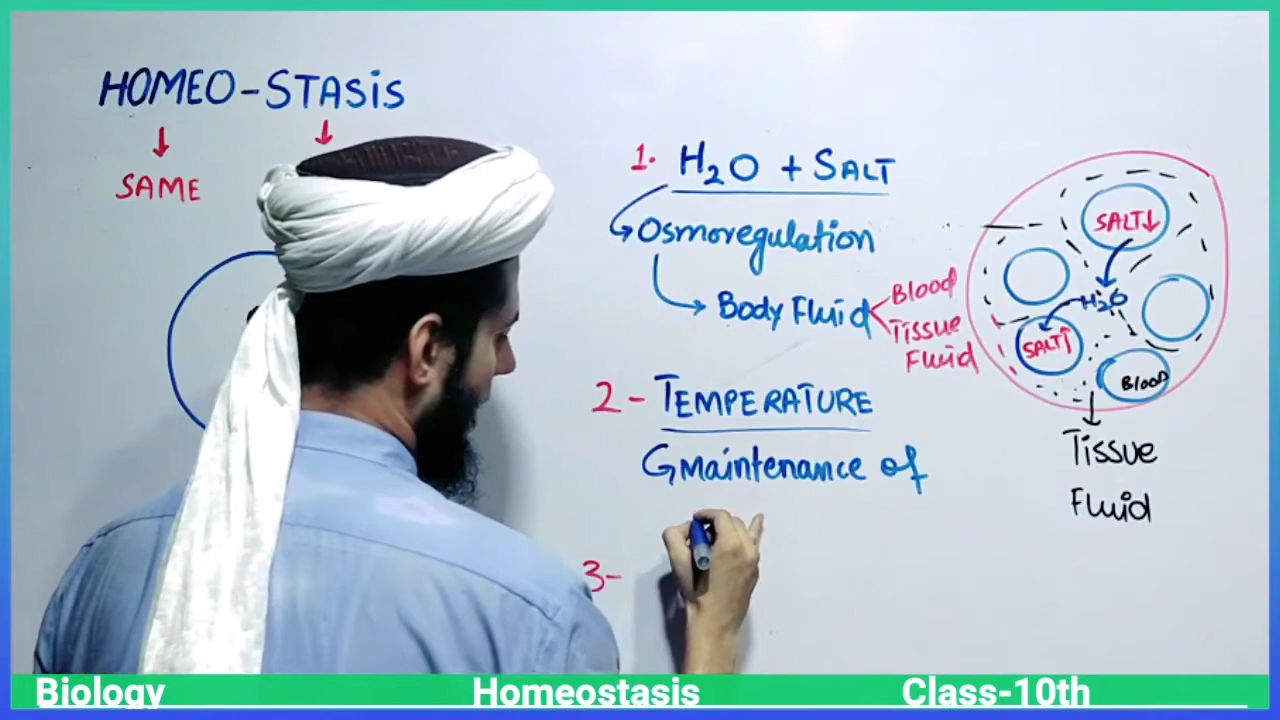 HOMEO-STASiS
SAME
1. H₂O + SALT
Osmoregulation
Body Fluid
Blood
Tissue
Fluid
2- TEMPERATURE
maintenance of
3-
SALT↓
H₂O
SALT↑
Blood
Tissue
Fluid
Biology
Homeostasis
Class-10th